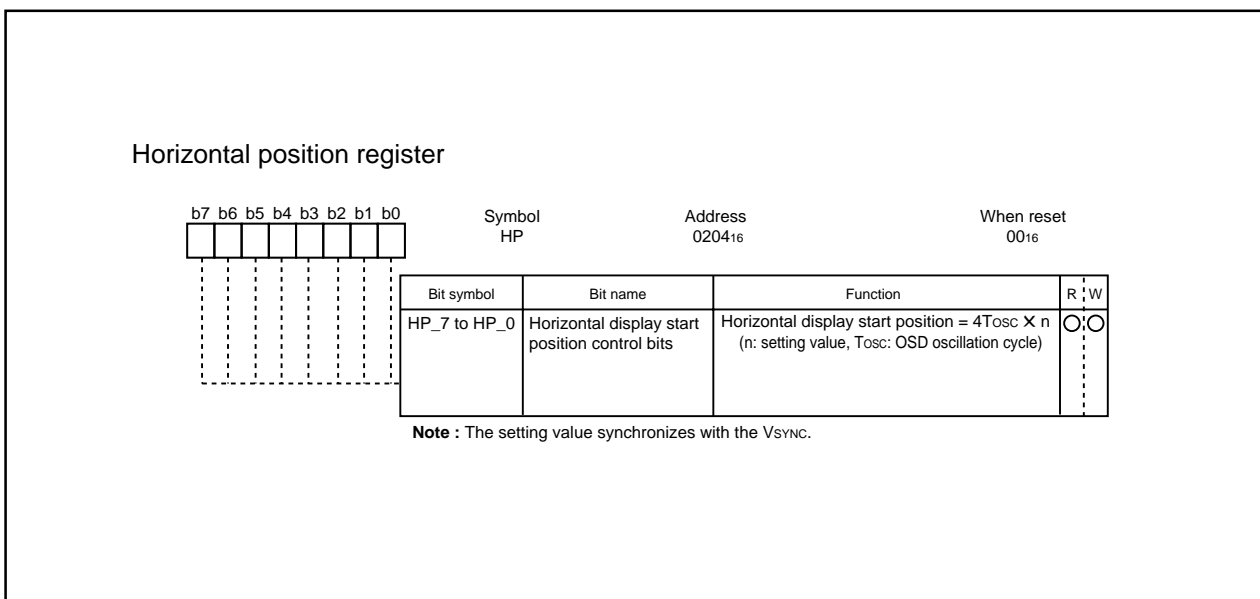 Horizontal position register
b7 b6 b5 b4 b3 b2 b1 b0
Symbol Address When reset
HP 0204₁₆ 00₁₆
Bit symbol Bit name Function R W
HP_7 to HP_0 Horizontal display start Horizontal display start position = 4Tosc ✕ n
position control bits (n: setting value, Tosc: OSD oscillation cycle)
Note : The setting value synchronizes with the VSYNC.